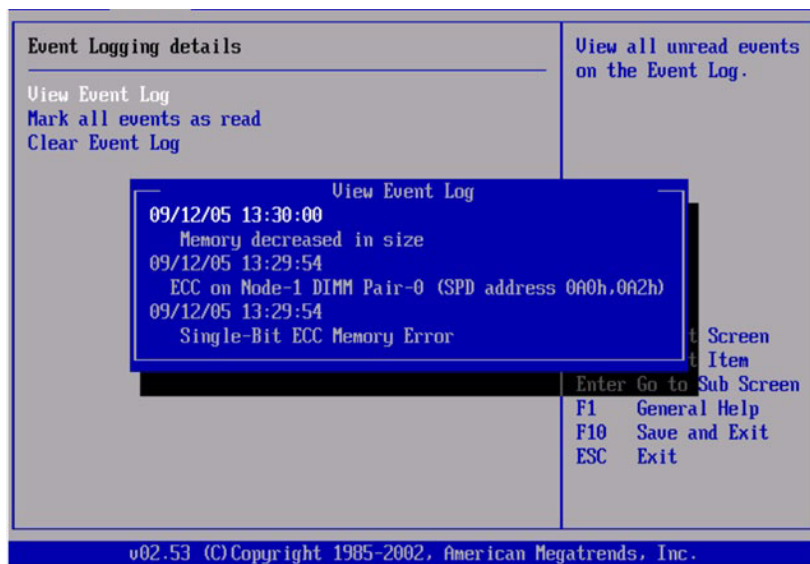 Event Logging details
View Event Log
Mark all events as read
Clear Event Log
View all unread events
on the Event Log.
View Event Log
09/12/05 13:30:00
Memory decreased in size
09/12/05 13:29:54
ECC on Node-1 DIMM Pair-0 (SPD address 0A0h,0A2h)
09/12/05 13:29:54
Single-Bit ECC Memory Error
t Screen
t Item
Enter Go to Sub Screen
F1 General Help
F10 Save and Exit
ESC Exit
v02.53 (C)Copyright 1985-2002, American Megatrends, Inc.